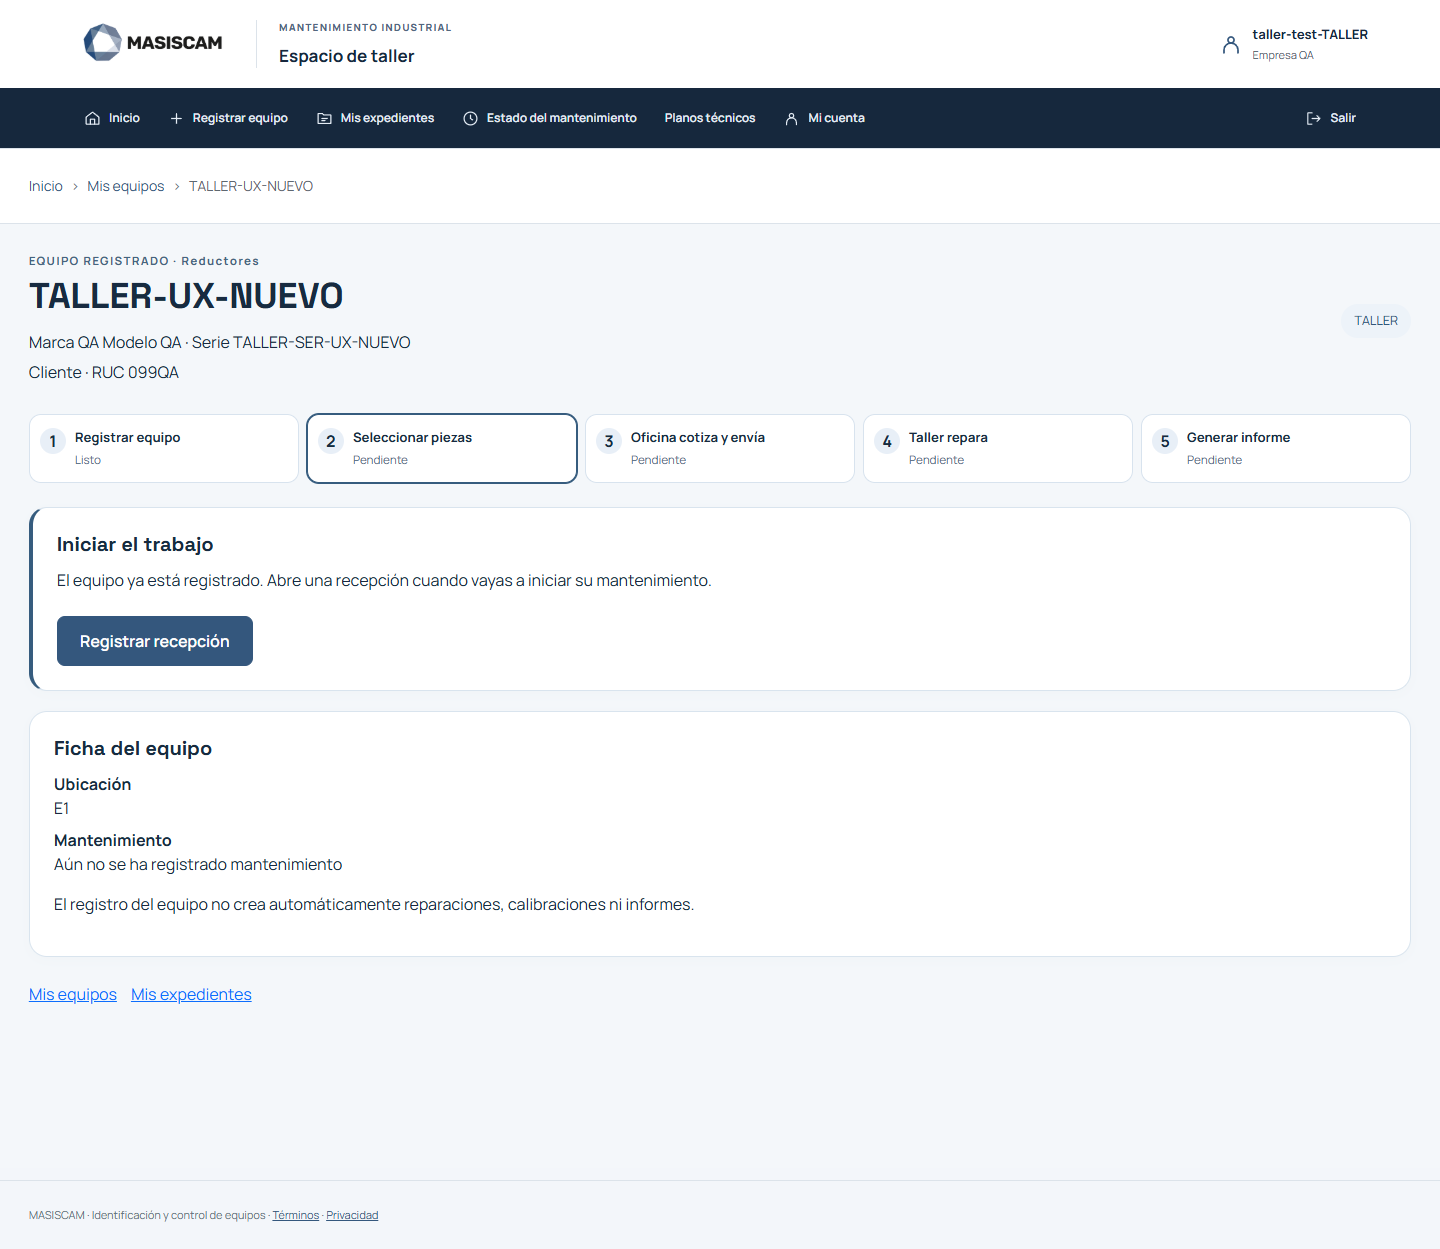 MASISCAM
MANTENIMIENTO INDUSTRIAL
Espacio de taller
taller-test-TALLER
Empresa QA
Inicio
Registrar equipo
Mis expedientes
Estado del mantenimiento
Planos técnicos
Mi cuenta
Salir
Inicio › Mis equipos › TALLER-UX-NUEVO
EQUIPO REGISTRADO · Reductores
TALLER-UX-NUEVO
Marca QA Modelo QA · Serie TALLER-SER-UX-NUEVO
Cliente · RUC 099QA
TALLER
1 Registrar equipo
Listo
2 Seleccionar piezas
Pendiente
3 Oficina cotiza y envía
Pendiente
4 Taller repara
Pendiente
5 Generar informe
Pendiente
Iniciar el trabajo
El equipo ya está registrado. Abre una recepción cuando vayas a iniciar su mantenimiento.
Registrar recepción
Ficha del equipo
Ubicación
E1
Mantenimiento
Aún no se ha registrado mantenimiento
El registro del equipo no crea automáticamente reparaciones, calibraciones ni informes.
Mis equipos Mis expedientes
MASISCAM · Identificación y control de equipos · Términos · Privacidad